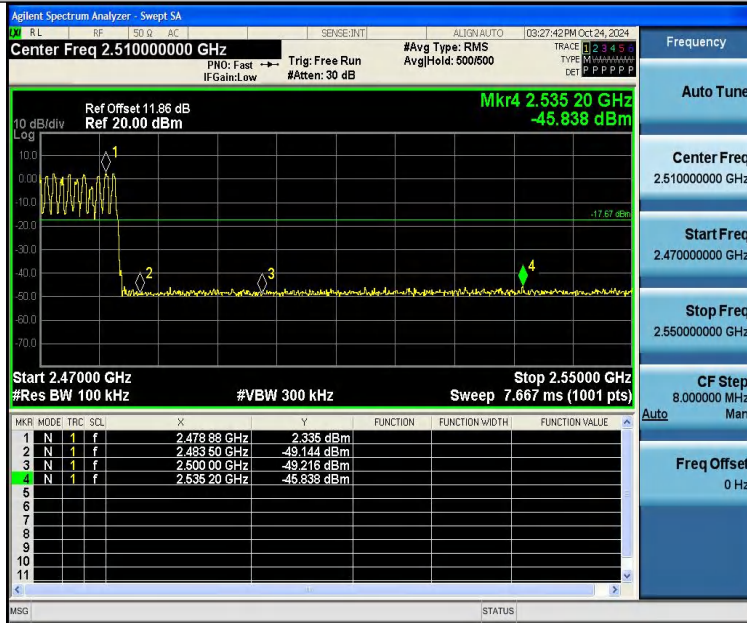 Agilent Spectrum Analyzer - Swept SA
LXI RL RF 50 Ω AC SENSE:INT ALIGN AUTO 03:27:42 PM Oct 24, 2024
Center Freq 2.510000000 GHz #Avg Type: RMS TRACE 1 2 3 4 5 6
PNO: Fast Trig: Free Run Avg|Hold: 500/500 TYPE M
IFGain:Low #Atten: 30 dB DET P P P P P P
Mkr4 2.535 20 GHz
Ref Offset 11.86 dB
10 dB/div Ref 20.00 dBm -45.838 dBm
Log
10.0
0.00
-10.0
-20.0
-30.0
-40.0
-50.0
-60.0
-70.0
1
-17.67 dBm
2
3
4
Start 2.47000 GHz Stop 2.55000 GHz
#Res BW 100 kHz #VBW 300 kHz Sweep 7.667 ms (1001 pts)
MKR MODE TRC SCL X Y FUNCTION FUNCTION WIDTH FUNCTION VALUE
1 N 1 f 2.478 88 GHz 2.335 dBm
2 N 1 f 2.483 50 GHz -49.144 dBm
3 N 1 f 2.500 00 GHz -49.216 dBm
4 N 1 f 2.535 20 GHz -45.838 dBm
5
6
7
8
9
10
11
MSG STATUS
Frequency
Auto Tune
Center Freq
2.510000000 GHz
Start Freq
2.470000000 GHz
Stop Freq
2.550000000 GHz
CF Step
8.000000 MHz
Auto Man
Freq Offset
0 Hz